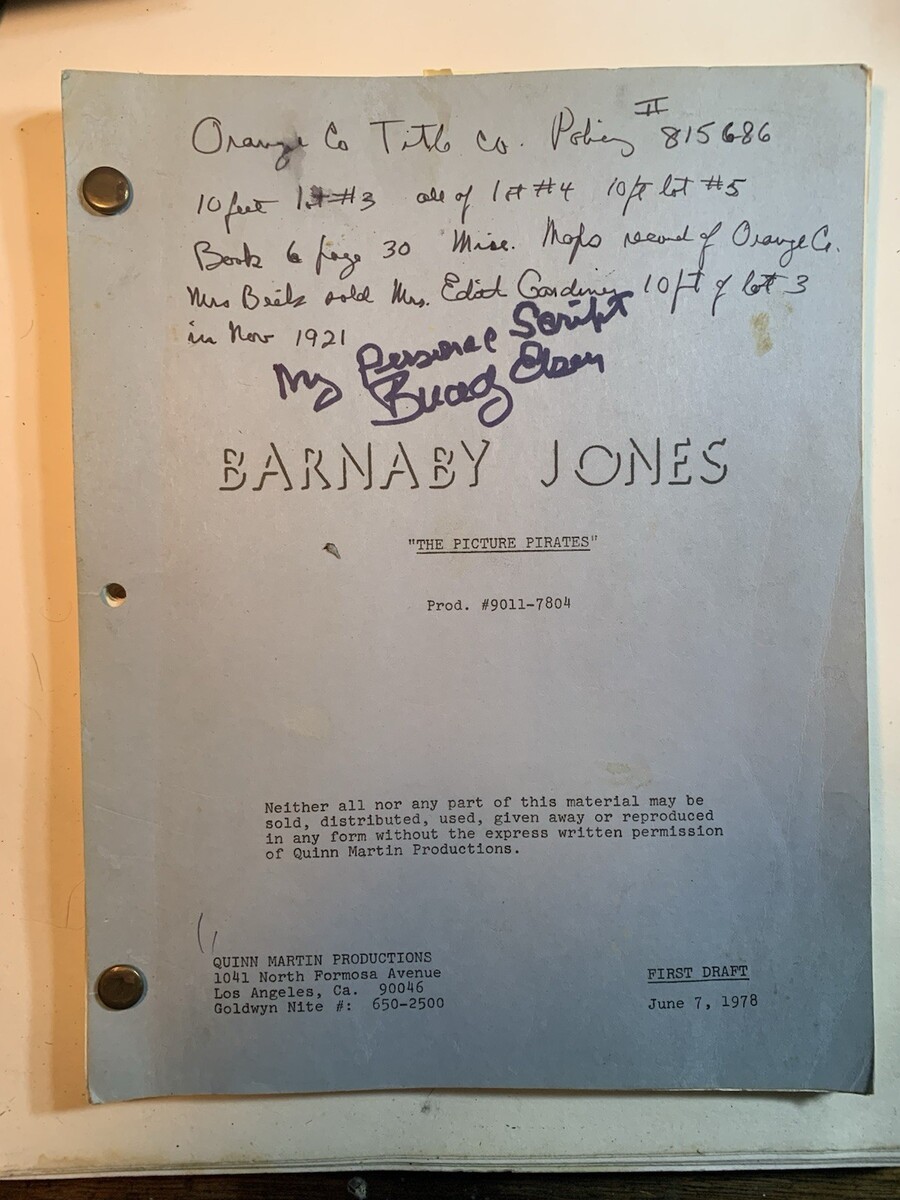 II
Orange Co Title co. Policy 815686
10 feet lot #3 all of lot #4 10ft lot #5
Book 6 page 30 Misc. Maps record of Orange Co.
Mrs sold Mrs. Edith Gardiner 10 ft of lot 3
in Nov 1921
My Personal Script
Buddy Ebsen
BARNABY JONES
"THE PICTURE PIRATES"
Prod. #9011-7804
Neither all nor any part of this material may be
sold, distributed, used, given away or reproduced
in any form without the express written permission
of Quinn Martin Productions.
QUINN MARTIN PRODUCTIONS
1041 North Formosa Avenue
Los Angeles, Ca. 90046
Goldwyn Nite #: 650-2500
FIRST DRAFT
June 7, 1978